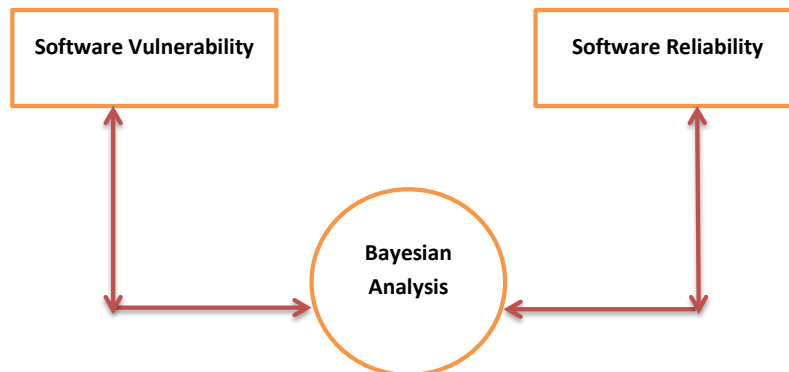 Software Vulnerability
Software Reliability
Bayesian
Analysis